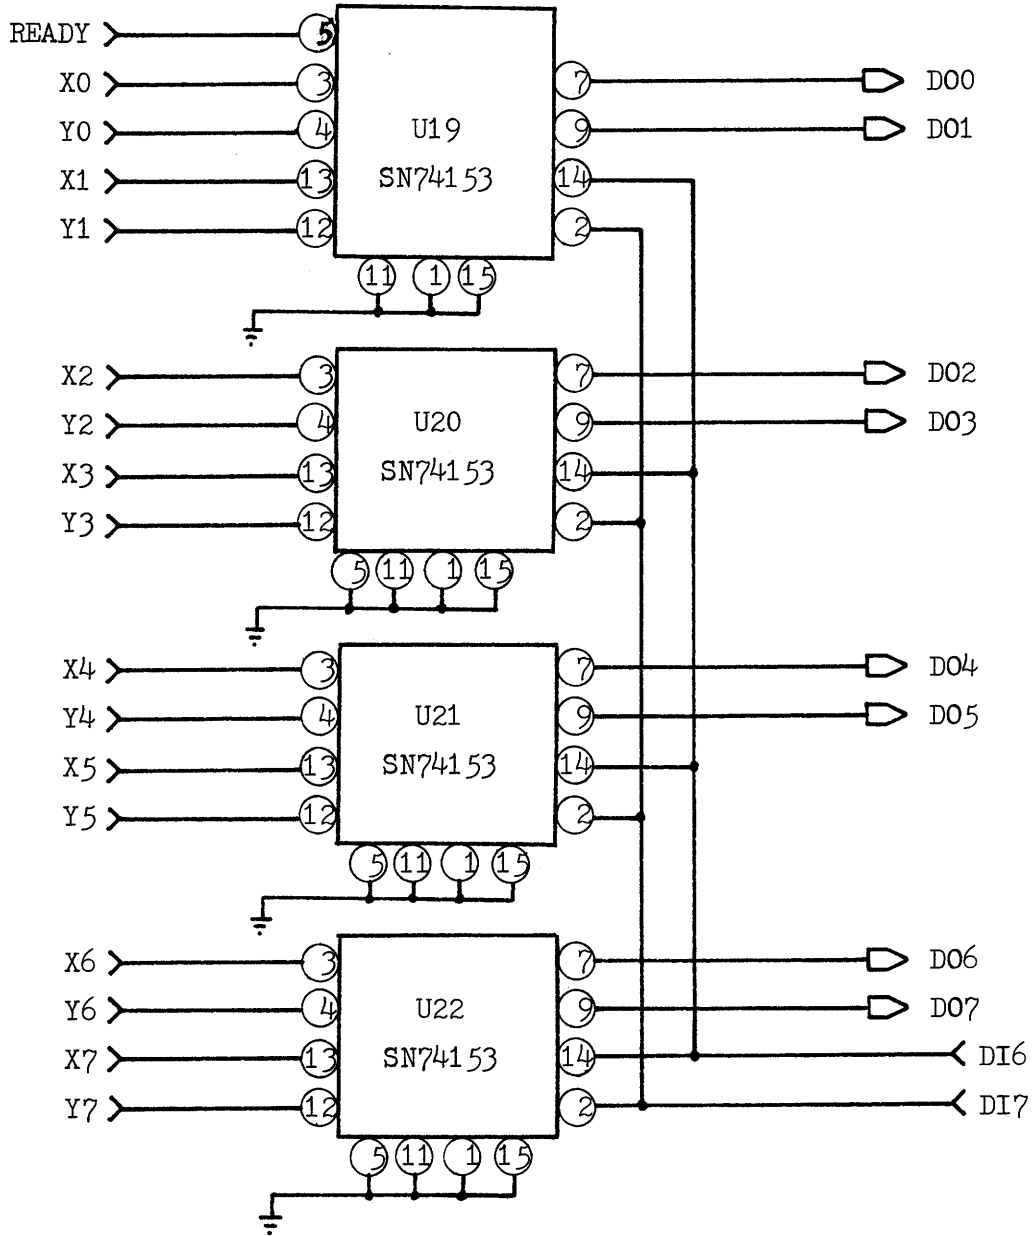 READY 5
X0 3 7 DO0
Y0 4 U19 9 DO1
X1 13 SN74153 14
Y1 12 2
11 1 15
X2 3 7 DO2
Y2 4 U20 9 DO3
X3 13 SN74153 14
Y3 12 2
5 11 1 15
X4 3 7 DO4
Y4 4 U21 9 DO5
X5 13 SN74153 14
Y5 12 2
5 11 1 15
X6 3 7 DO6
Y6 4 U22 9 DO7
X7 13 SN74153 14 DI6
Y7 12 2 DI7
5 11 1 15